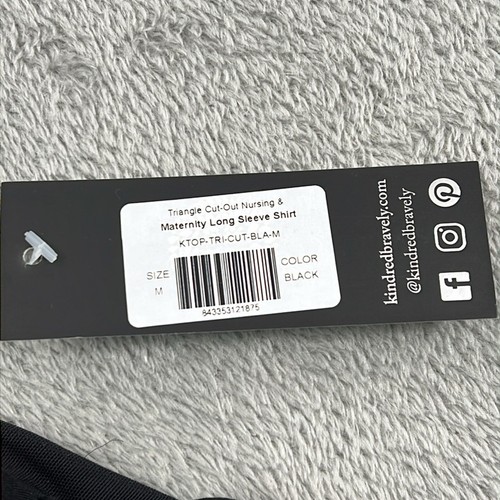 Triangle Cut-Out Nursing &
Maternity Long Sleeve Shirt
KTOP-TRI-CUT-BLA-M
SIZE
M
COLOR
BLACK
843353121875
kindredbravely.com
@kindredbravely